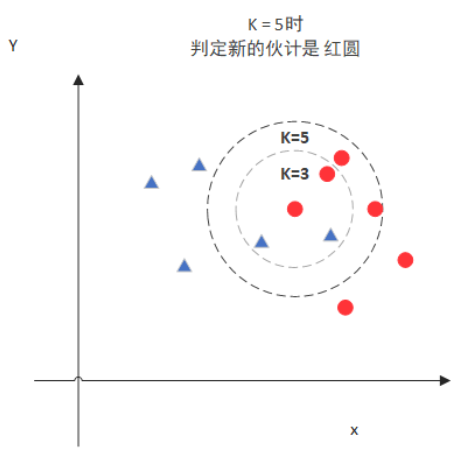 K = 5时
判定新的伙计是 红圆
Y
K=5
K=3
x